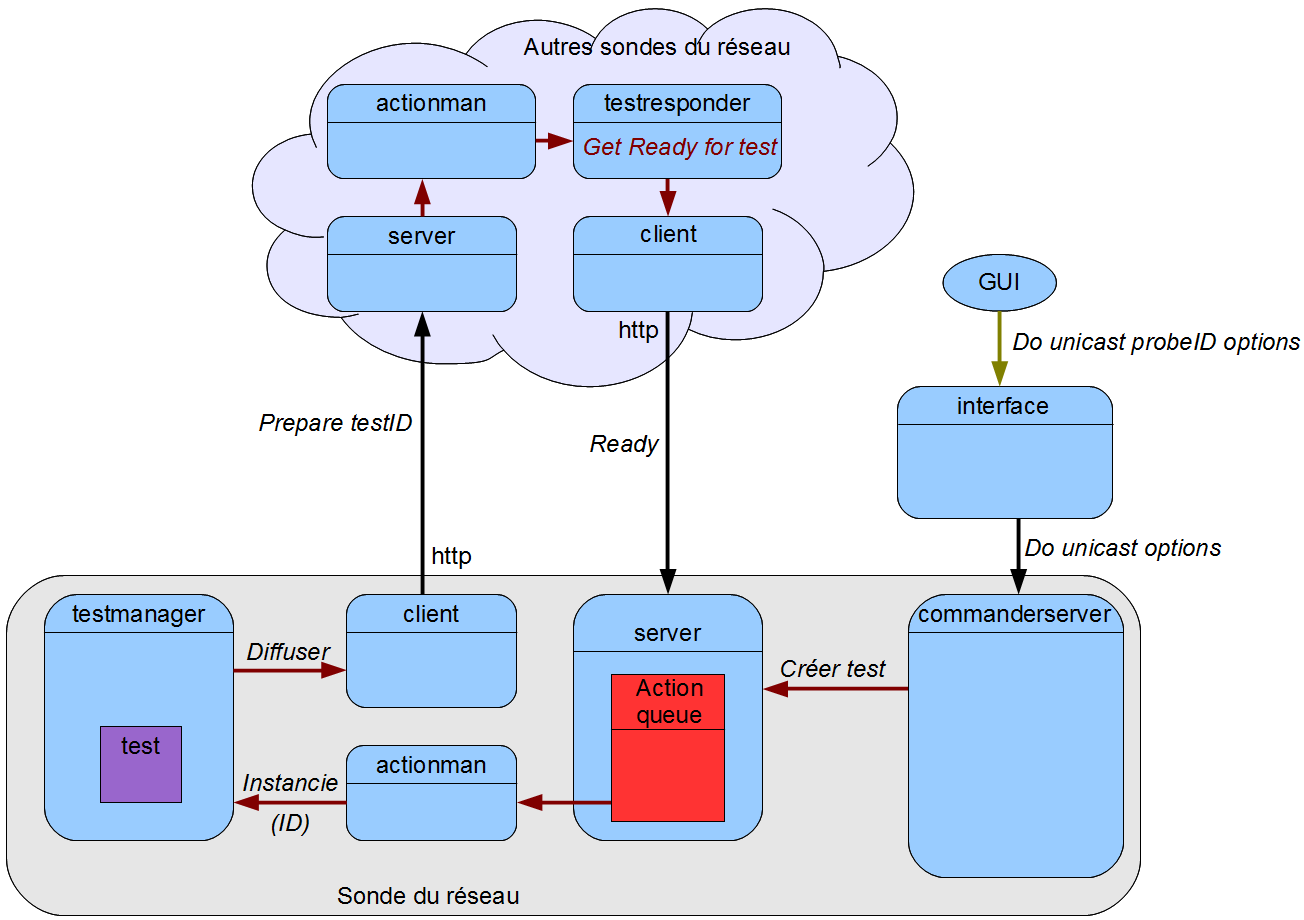 Autres sondes du réseau
actionman
testresponder
Get Ready for test
server
client
GUI
http
Do unicast probeID options
interface
Prepare testID
Ready
http
Do unicast options
testmanager
client
server
commanderserver
Diffuser
Créer test
Action
queue
test
actionman
Instancie
(ID)
Sonde du réseau